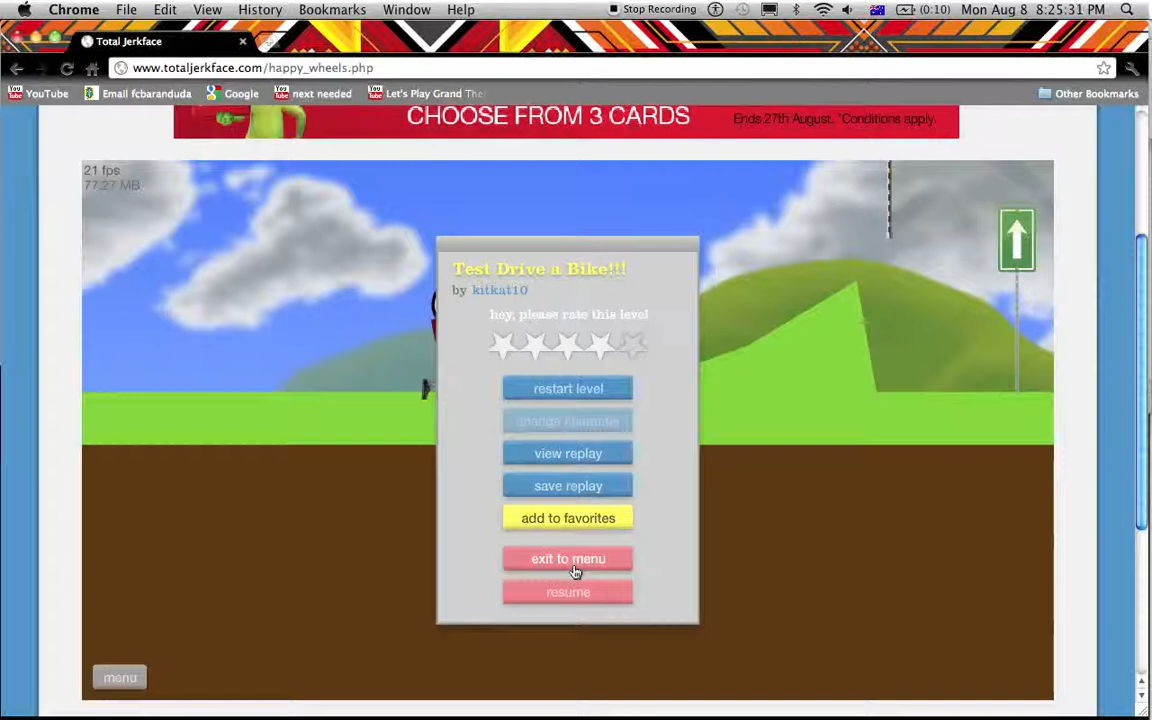 Chrome File Edit View History Bookmarks Window Help Stop Recording (0:10) Mon Aug 8 8:25:31 PM
Total Jerkface
www.totaljerkface.com/happy_wheels.php
YouTube Email fcbaranduda Google next needed Let's Play Grand The Other Bookmarks
CHOOSE FROM 3 CARDS Ends 27th August. *Conditions apply.
21 fps
77.27 MB
Test Drive a Bike!!!
by kitkat10
hey, please rate this level
restart level
change character
view replay
save replay
add to favorites
exit to menu
resume
menu